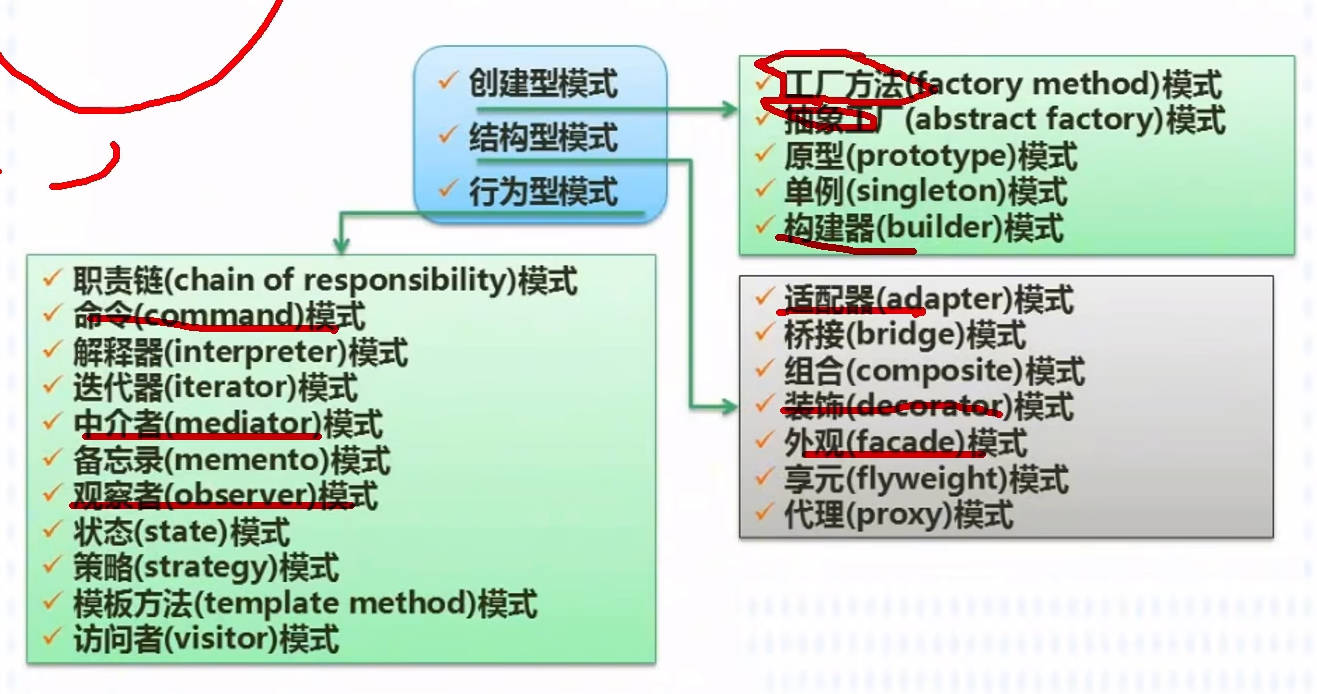 创建型模式
结构型模式
行为型模式
工厂方法(factory method)模式
抽象工厂(abstract factory)模式
原型(prototype)模式
单例(singleton)模式
构建器(builder)模式
适配器(adapter)模式
桥接(bridge)模式
组合(composite)模式
装饰(decorator)模式
外观(facade)模式
享元(flyweight)模式
代理(proxy)模式
职责链(chain of responsibility)模式
命令(command)模式
解释器(interpreter)模式
迭代器(iterator)模式
中介者(mediator)模式
备忘录(memento)模式
观察者(observer)模式
状态(state)模式
策略(strategy)模式
模板方法(template method)模式
访问者(visitor)模式